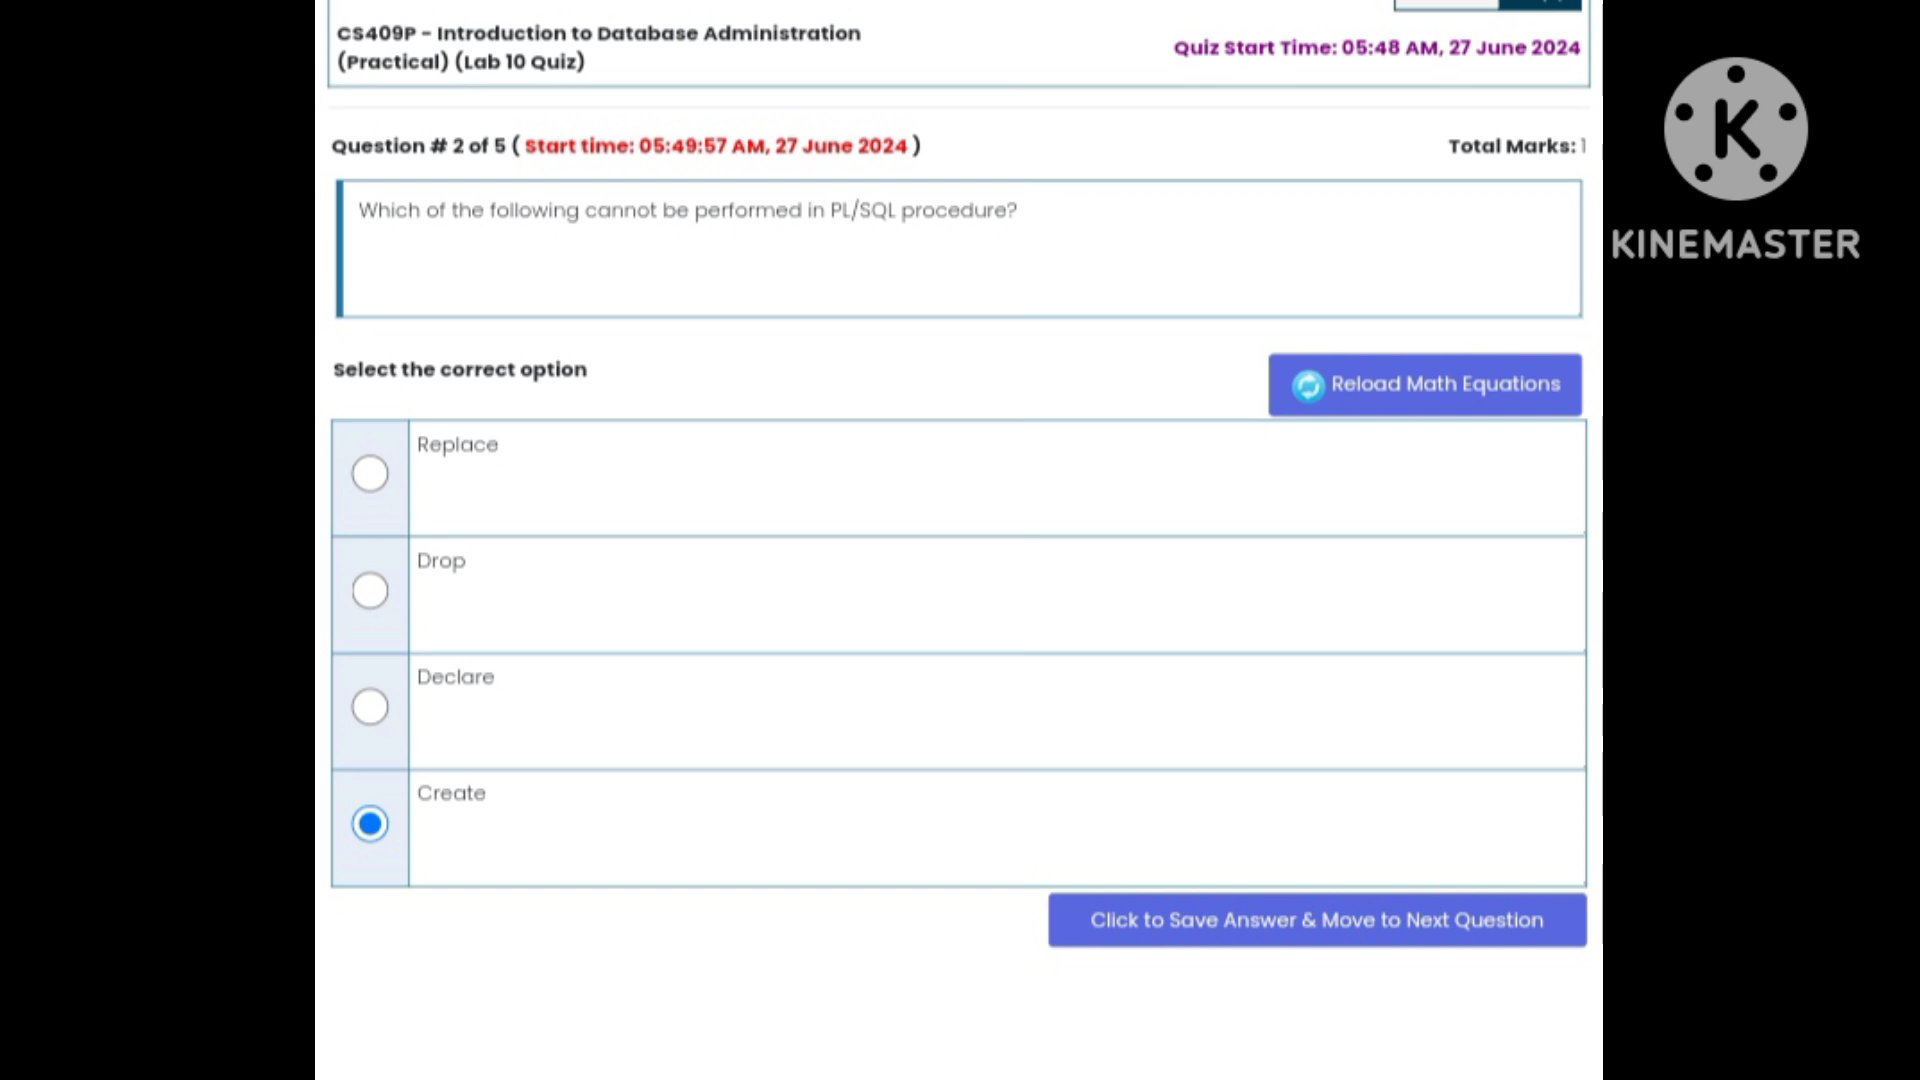 CS409P - Introduction to Database Administration
(Practical) (Lab 10 Quiz)
Quiz Start Time: 05:48 AM, 27 June 2024
Question # 2 of 5 ( Start time: 05:49:57 AM, 27 June 2024 )
Total Marks: 1
Which of the following cannot be performed in PL/SQL procedure?
Select the correct option
Reload Math Equations
Replace
Drop
Declare
Create
Click to Save Answer & Move to Next Question
K
KINEMASTER